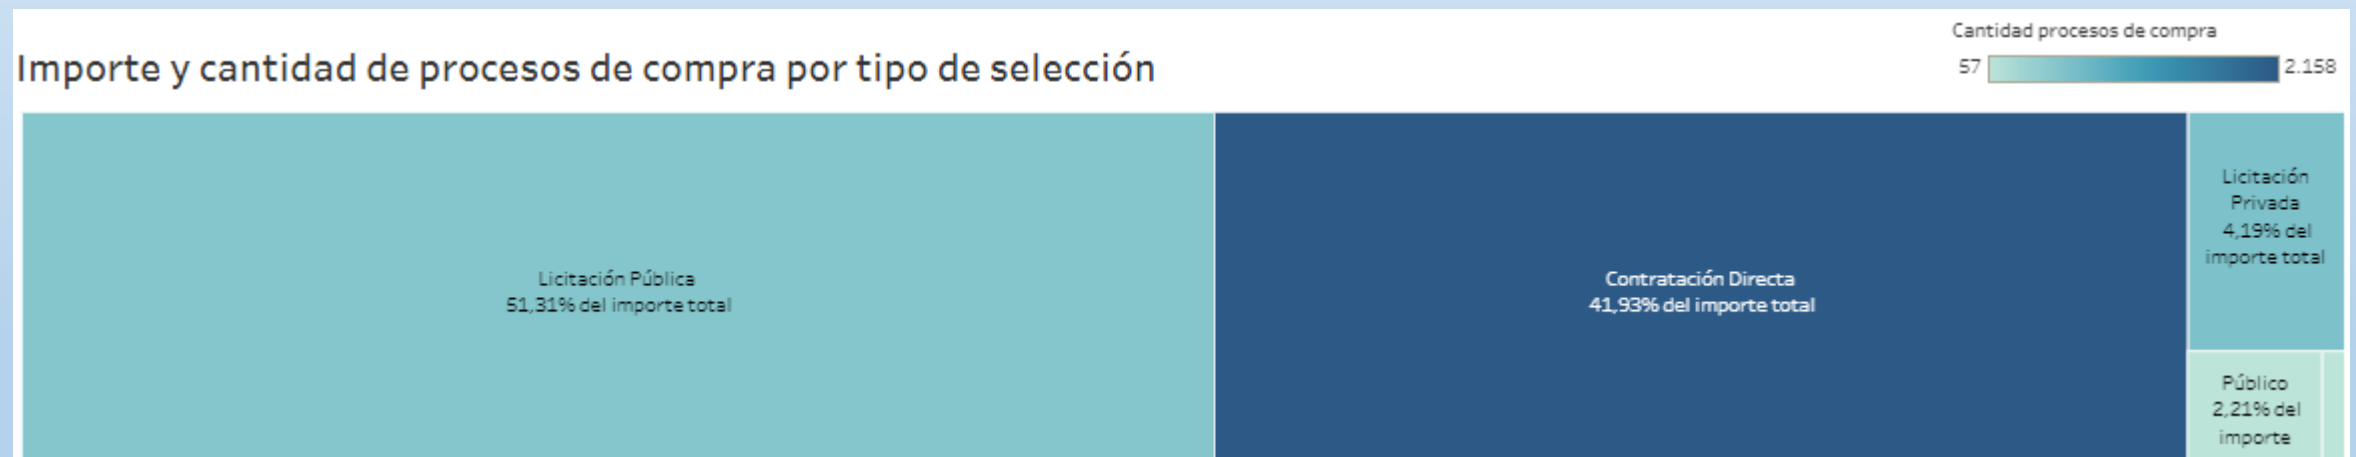 Cantidad procesos de compra
57 2.158
Importe y cantidad de procesos de compra por tipo de selección
Licitación Pública
51,31% del importe total
Contratación Directa
41,93% del importe total
Licitación
Privada
4,19% del
importe total
Público
2,21% del
importe